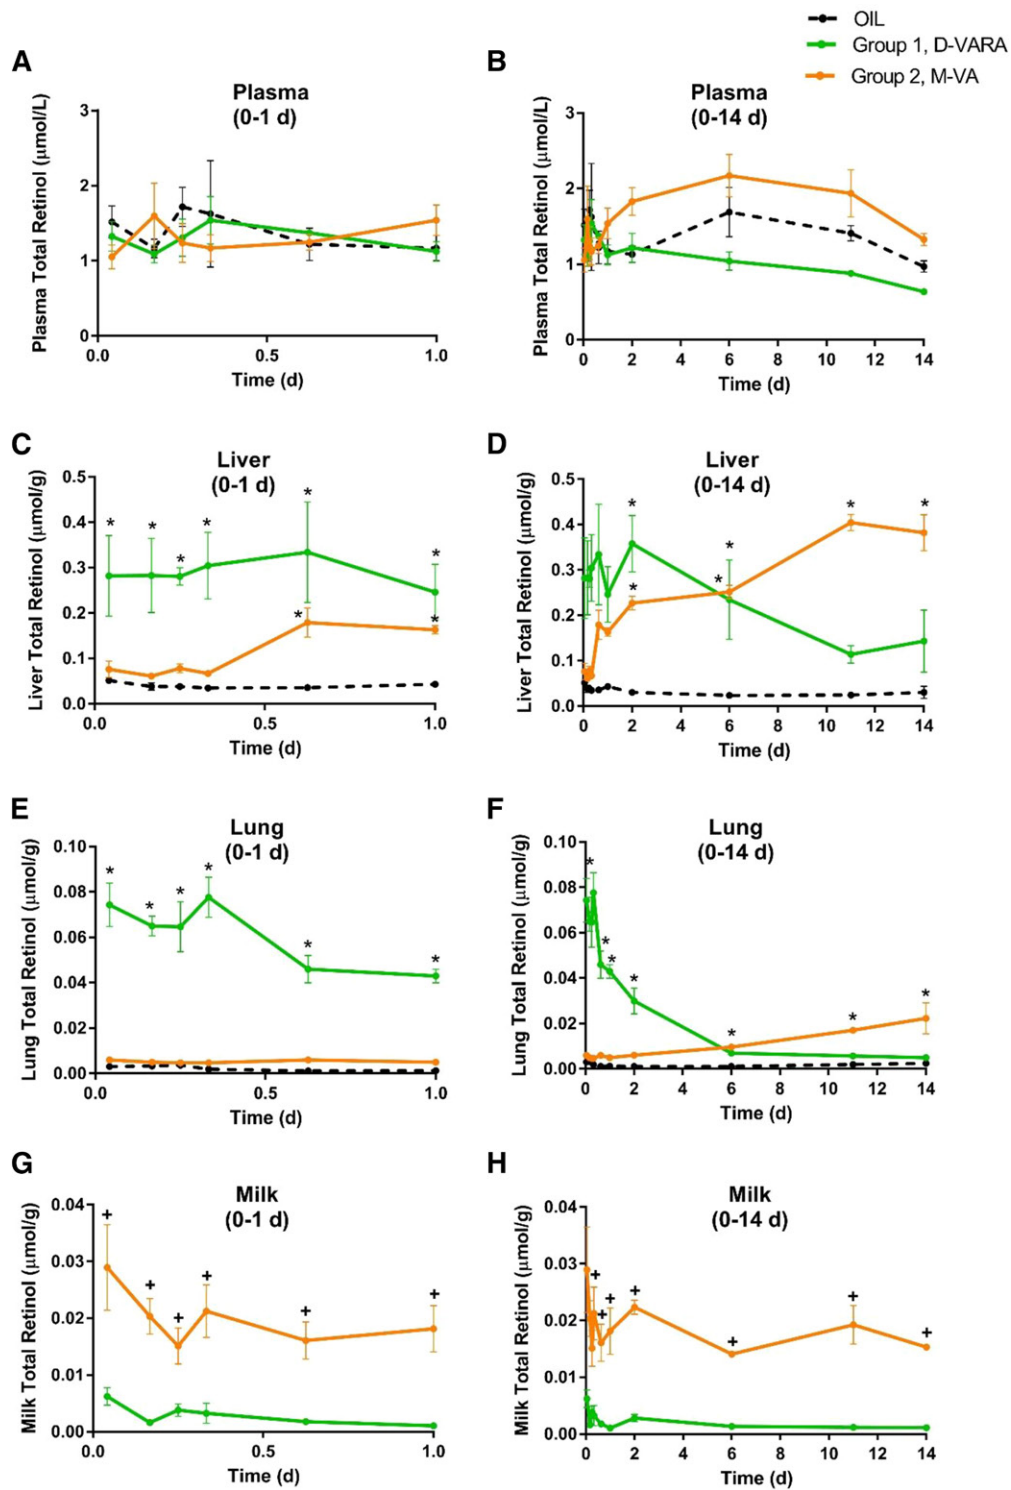 OIL
Group 1, D-VARA
Group 2, M-VA
A
Plasma
(0-1 d)
Plasma Total Retinol (µmol/L)
3
2
1
0
0.0
0.5
1.0
Time (d)
B
Plasma
(0-14 d)
Plasma Total Retinol (µmol/L)
3
2
1
0
0
2
4
6
8
10
12
14
Time (d)
C
Liver
(0-1 d)
Liver Total Retinol (µmol/g)
0.5
0.4
0.3
0.2
0.1
0.0
* * * * * *
* *
0.0
0.5
1.0
Time (d)
D
Liver
(0-14 d)
Liver Total Retinol (µmol/g)
0.5
0.4
0.3
0.2
0.1
0.0
* * * *
* *
0
2
4
6
8
10
12
14
Time (d)
E
Lung
(0-1 d)
Lung Total Retinol (µmol/g)
0.10
0.08
0.06
0.04
0.02
0.00
* * * * * *
0.0
0.5
1.0
Time (d)
F
Lung
(0-14 d)
Lung Total Retinol (µmol/g)
0.10
0.08
0.06
0.04
0.02
0.00
* * * * * * *
0
2
4
6
8
10
12
14
Time (d)
G
Milk
(0-1 d)
Milk Total Retinol (µmol/g)
0.04
0.03
0.02
0.01
0.00
+ + + + + +
0.0
0.5
1.0
Time (d)
H
Milk
(0-14 d)
Milk Total Retinol (µmol/g)
0.04
0.03
0.02
0.01
0.00
+ + + + + + +
0
2
4
6
8
10
12
14
Time (d)